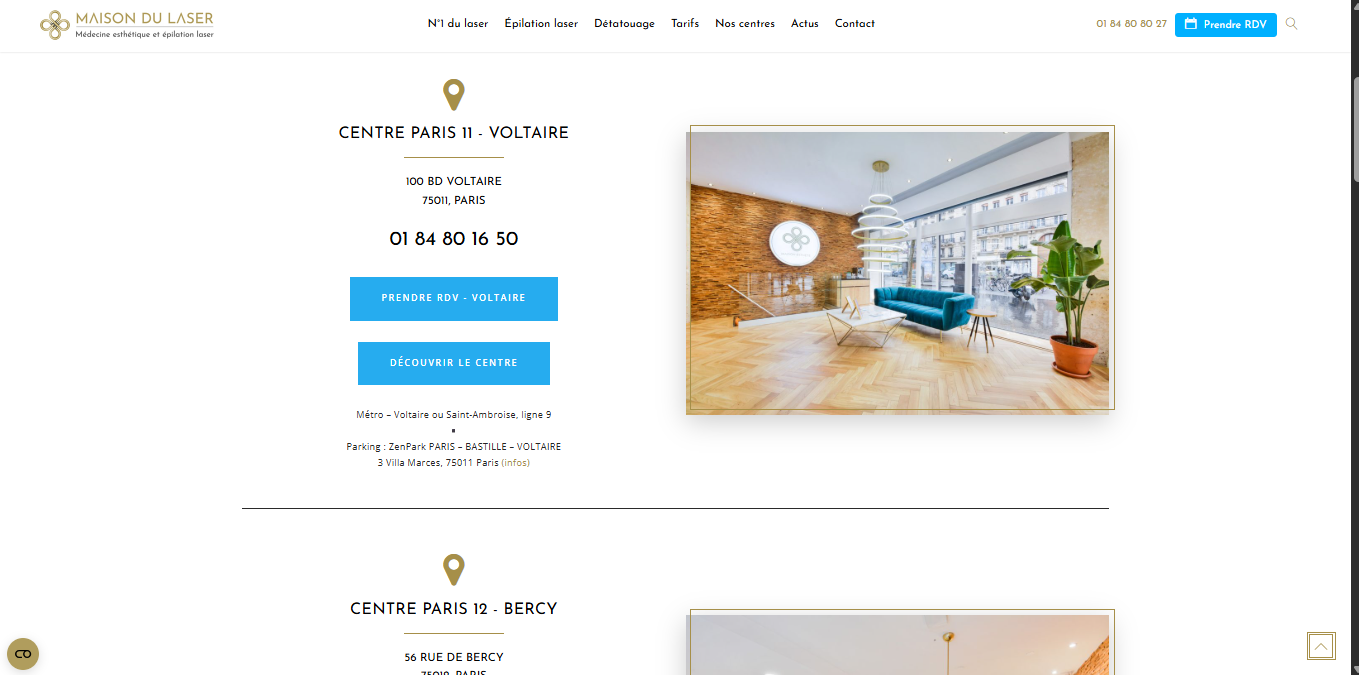 MAISON DU LASER
Médecine esthétique et épilation laser
N°1 du laser
Épilation laser
Détatouage
Tarifs
Nos centres
Actus
Contact
01 84 80 80 27
Prendre RDV
CENTRE PARIS 11 - VOLTAIRE
100 BD VOLTAIRE
75011, PARIS
01 84 80 16 50
PRENDRE RDV - VOLTAIRE
DÉCOUVRIR LE CENTRE
Métro – Voltaire ou Saint-Ambroise, ligne 9
Parking : ZenPark PARIS – BASTILLE – VOLTAIRE
3 Villa Marces, 75011 Paris (infos)
CENTRE PARIS 12 - BERCY
56 RUE DE BERCY
75012, PARIS